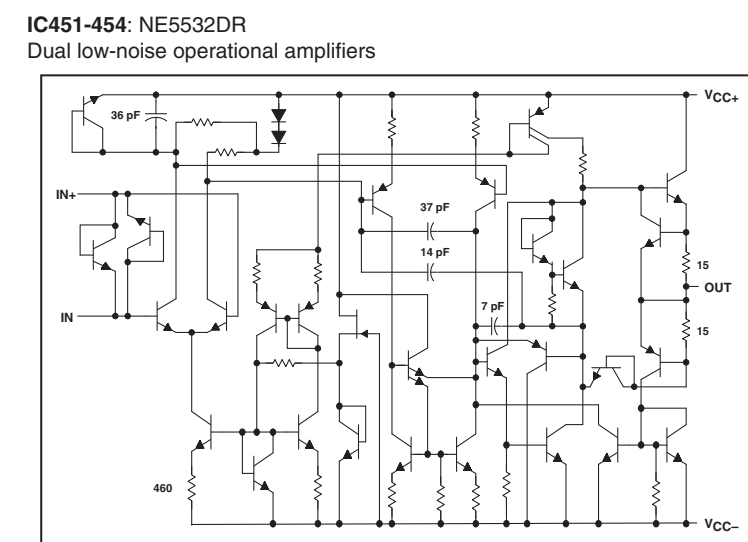 IC451-454: NE5532DR
Dual low-noise operational amplifiers
VCC+
36 pF
IN+
37 pF
14 pF
15
OUT
7 pF
IN
15
460
VCC–